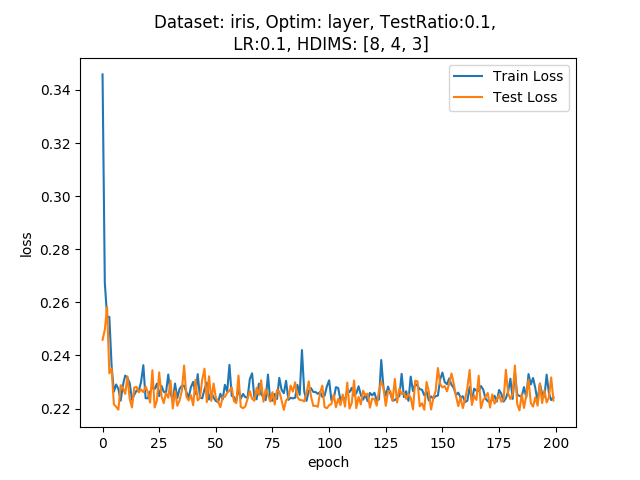 Dataset: iris, Optim: layer, TestRatio:0.1,
LR:0.1, HDIMS: [8, 4, 3]
Train Loss
Test Loss
loss
0.34
0.32
0.30
0.28
0.26
0.24
0.22
0 25 50 75 100 125 150 175 200
epoch